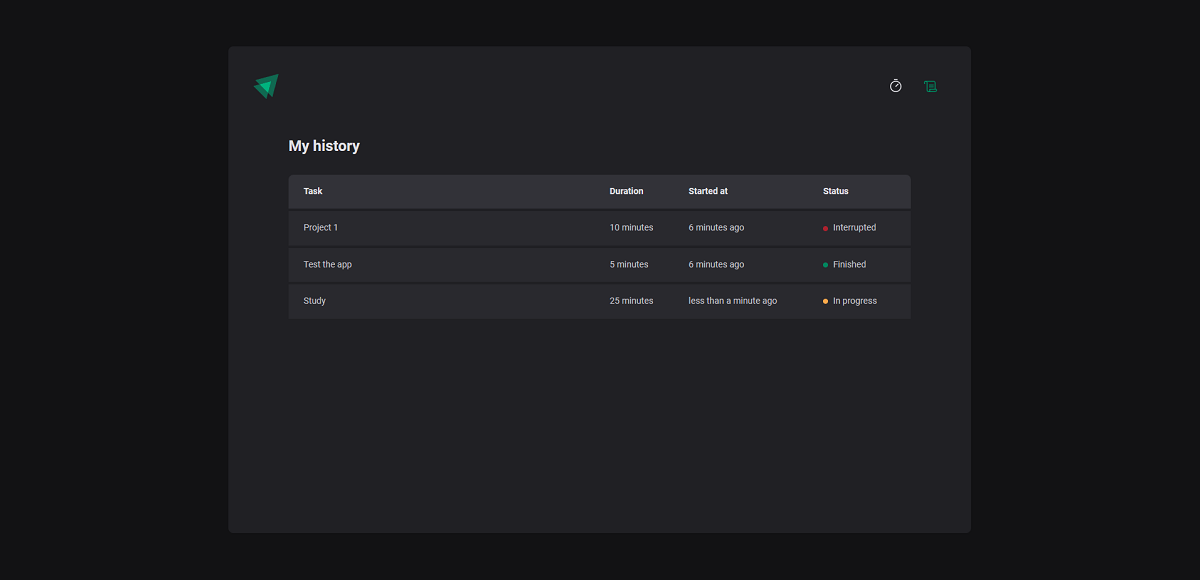 My history
Task Duration Started at Status
Project 1 10 minutes 6 minutes ago Interrupted
Test the app 5 minutes 6 minutes ago Finished
Study 25 minutes less than a minute ago In progress